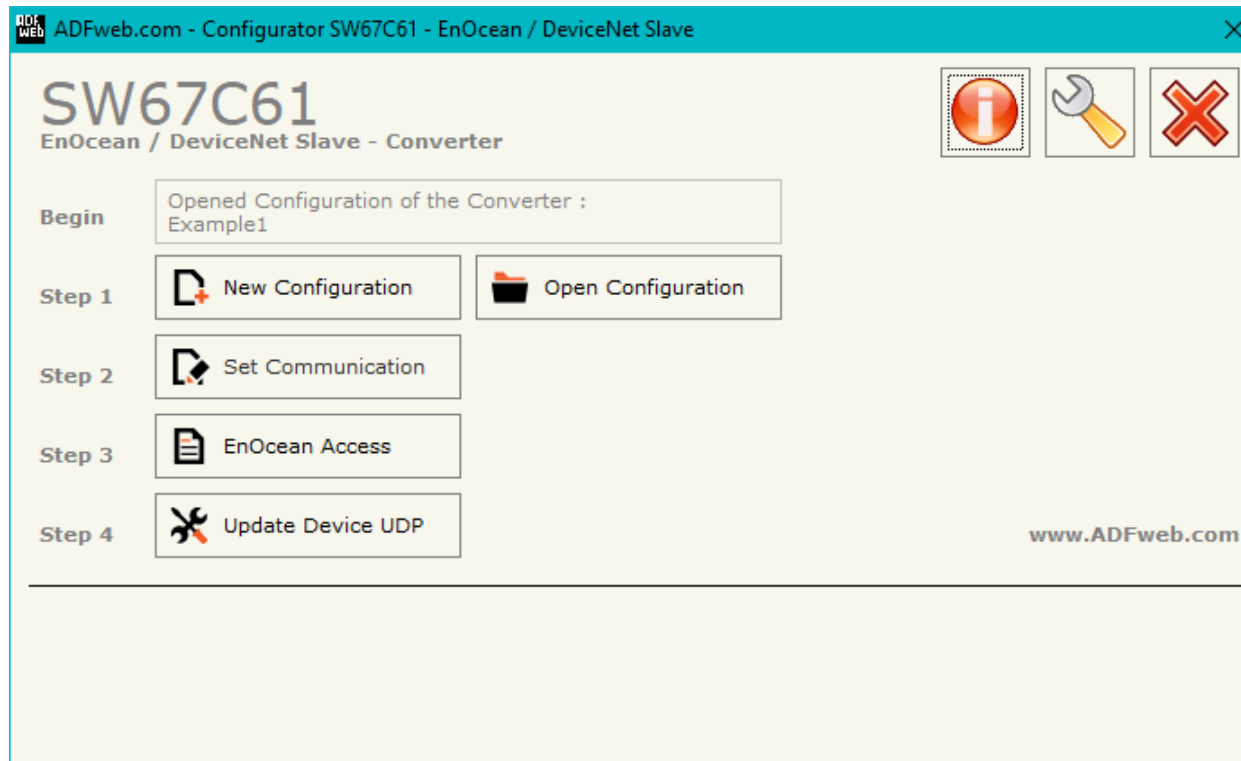 ADF
WEB
ADFweb.com - Configurator SW67C61 - EnOcean / DeviceNet Slave
SW67C61
EnOcean / DeviceNet Slave - Converter
Begin
Opened Configuration of the Converter :
Example1
Step 1
New Configuration
Open Configuration
Step 2
Set Communication
Step 3
EnOcean Access
Step 4
Update Device UDP
www.ADFweb.com